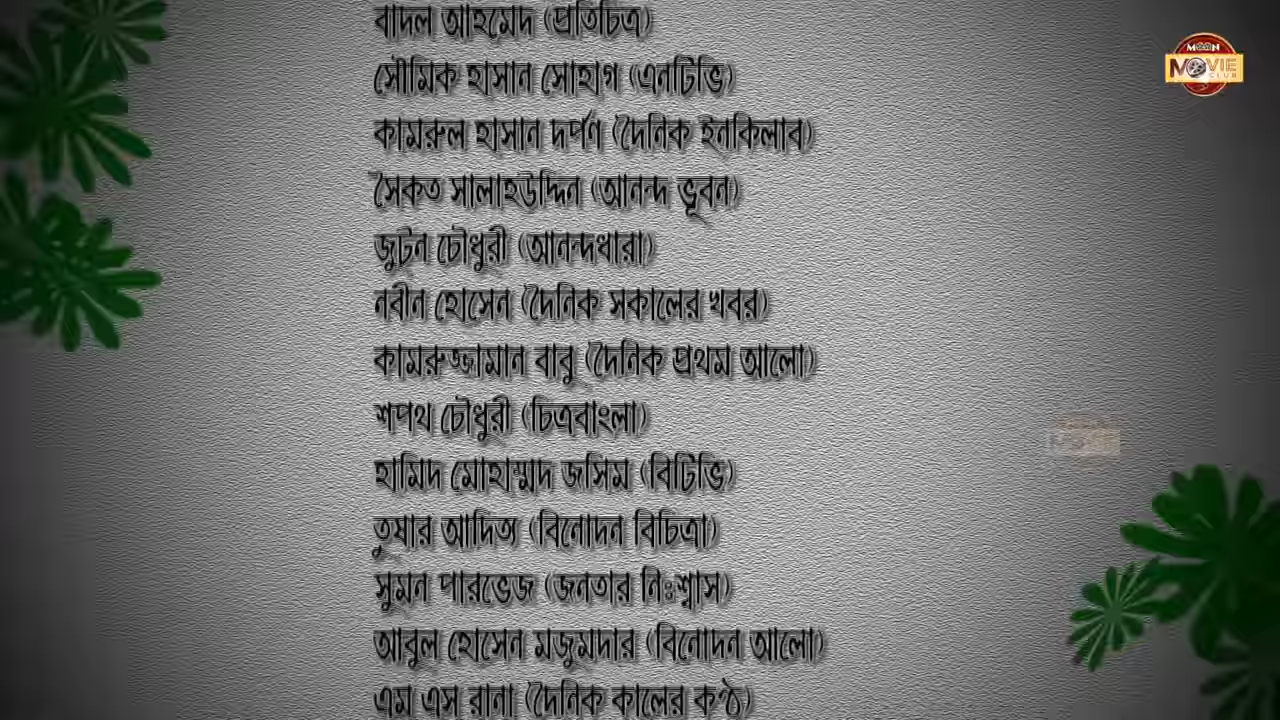 বাদল আহমেদ (প্রতিচিত্র)
সৌমিক হাসান সোহাগ (এনটিভি)
কামরুল হাসান দর্পণ (দৈনিক ইনকিলাব)
সৈকত সালাহউদ্দিন (আনন্দ ভূবন)
জুটন চৌধুরী (আনন্দধারা)
নবীন হোসেন (দৈনিক সকালের খবর)
কামরুজ্জামান বাবু (দৈনিক প্রথম আলো)
শপথ চৌধুরী (চিত্রবাংলা)
হামিদ মোহাম্মদ জসিম (বিটিভি)
তুষার আদিত্য (বিনোদন বিচিত্রা)
সুমন পারভেজ (জনতার নিঃশ্বাস)
আবুল হোসেন মজুমদার (বিনোদন আলো)
এম এস রানা (দৈনিক কালের কণ্ঠ)
MOON
MOVIE
CLUB